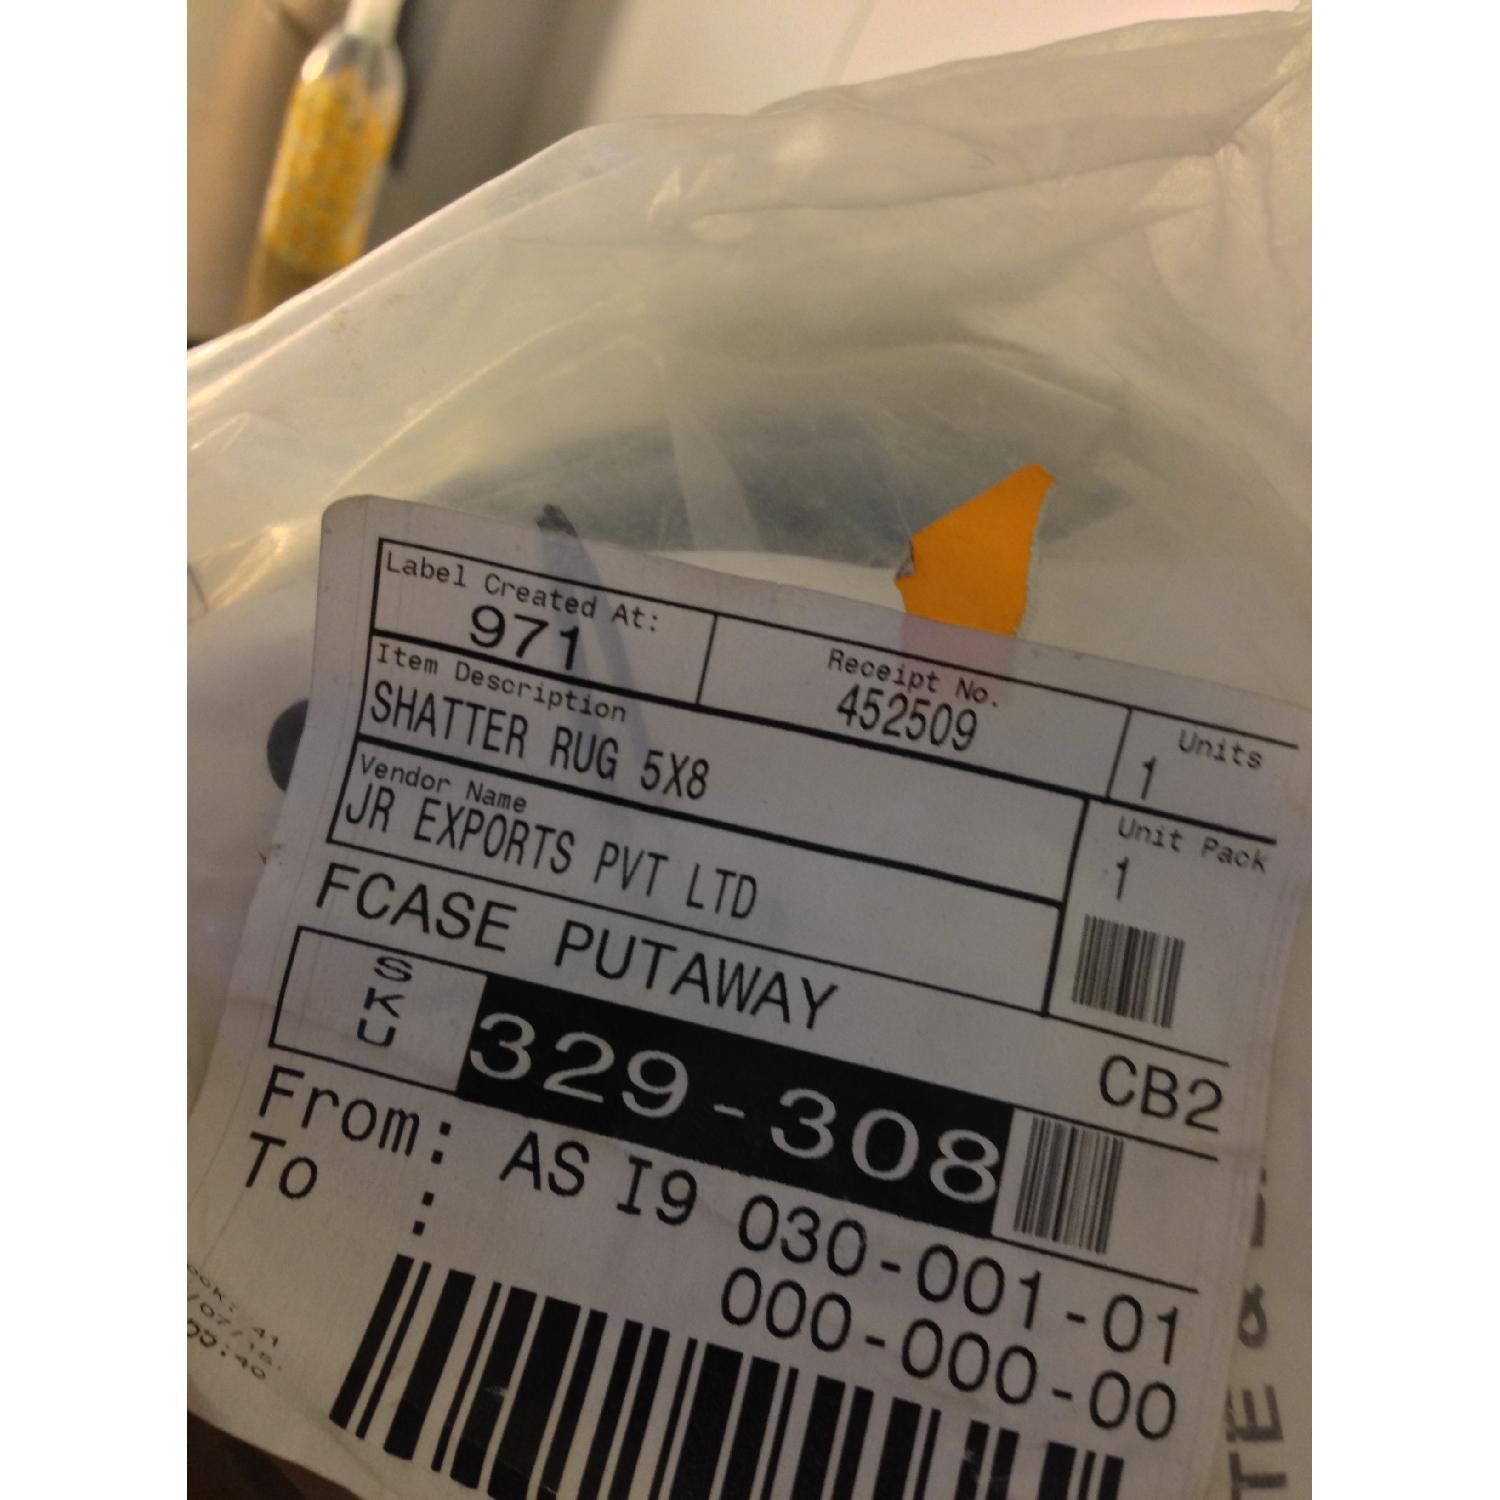 Label Created At:
971
Receipt No.
452509
Units
1
Item Description
SHATTER RUG 5X8
Unit Pack
1
Vendor Name
JR EXPORTS PVT LTD
FCASE PUTAWAY
CB2
SKU
329-308
From: AS I9 030-001-01
To : 000-000-00